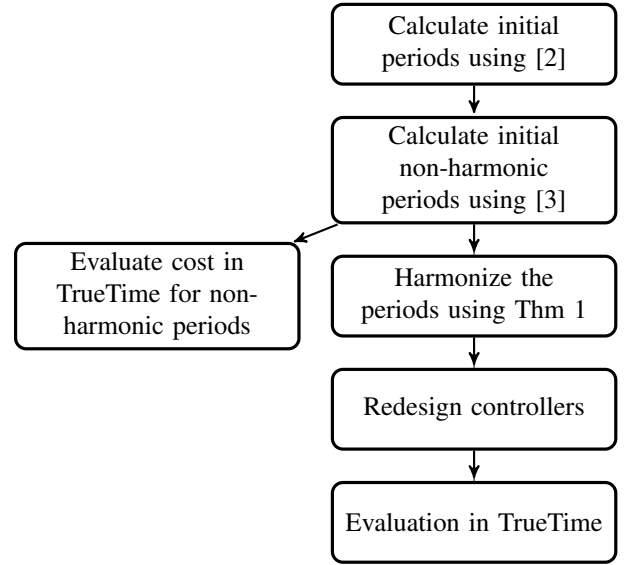 Calculate initial
periods using [2]
Calculate initial
non-harmonic
periods using [3]
Evaluate cost in
TrueTime for non-
harmonic periods
Harmonize the
periods using Thm 1
Redesign controllers
Evaluation in TrueTime